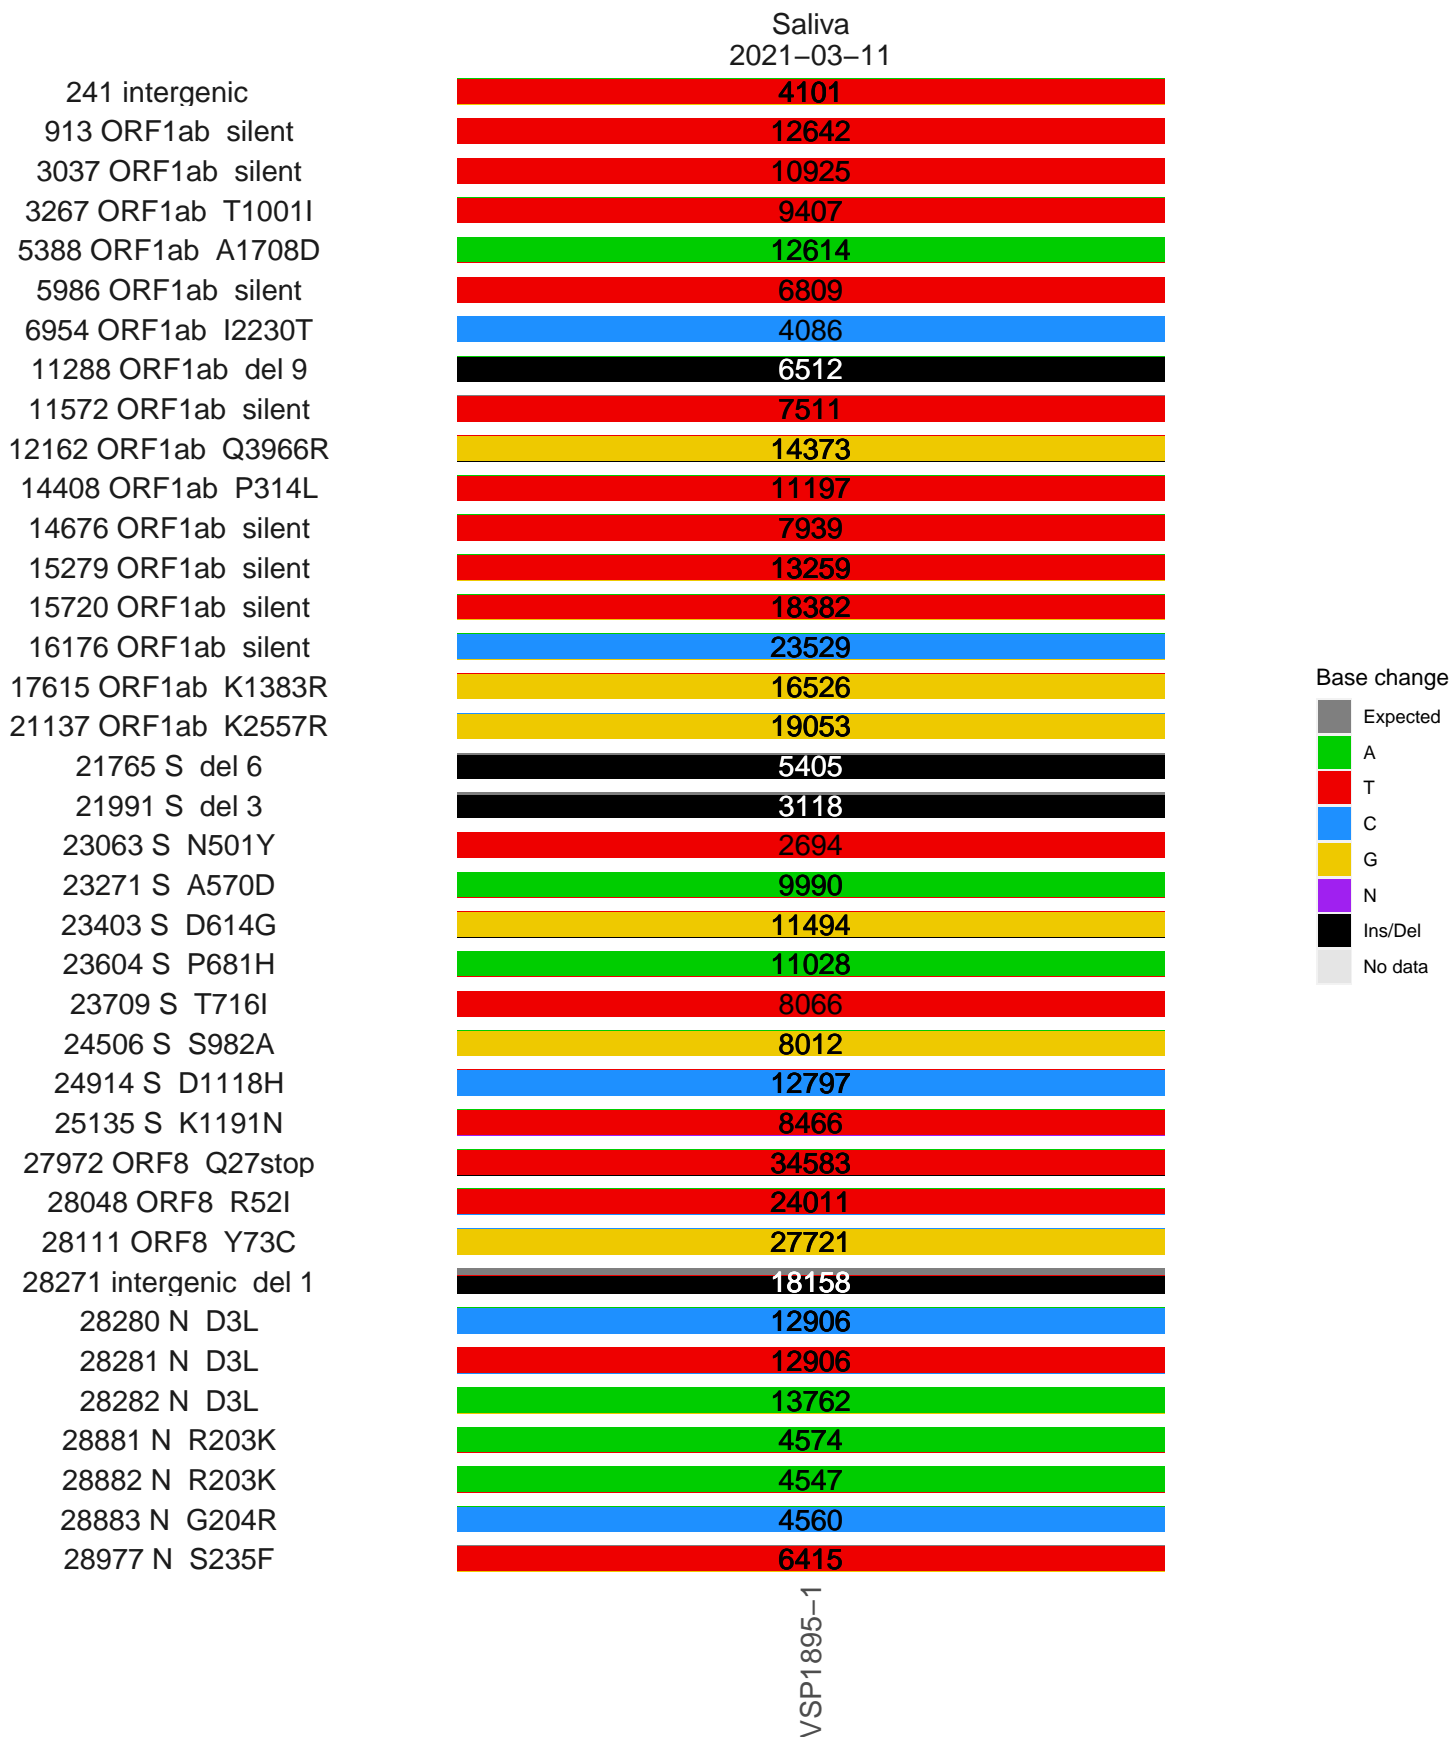 Saliva
2021−03−11
241 intergenic 4101
913 ORF1ab silent 12642
3037 ORF1ab silent 10925
3267 ORF1ab T1001I 9407
5388 ORF1ab A1708D 12614
5986 ORF1ab silent 6809
6954 ORF1ab I2230T 4086
11288 ORF1ab del 9 6512
11572 ORF1ab silent 7511
12162 ORF1ab Q3966R 14373
14408 ORF1ab P314L 11197
14676 ORF1ab silent 7939
15279 ORF1ab silent 13259
15720 ORF1ab silent 18382
16176 ORF1ab silent 23529
17615 ORF1ab K1383R 16526
21137 ORF1ab K2557R 19053
21765 S del 6 5405
21991 S del 3 3118
23063 S N501Y 2694
23271 S A570D 9990
23403 S D614G 11494
23604 S P681H 11028
23709 S T716I 8066
24506 S S982A 8012
24914 S D1118H 12797
25135 S K1191N 8466
27972 ORF8 Q27stop 34583
28048 ORF8 R52I 24011
28111 ORF8 Y73C 27721
28271 intergenic del 1 18158
28280 N D3L 12906
28281 N D3L 12906
28282 N D3L 13762
28881 N R203K 4574
28882 N R203K 4547
28883 N G204R 4560
28977 N S235F 6415
VSP1895−1
Base change
Expected
A
T
C
G
N
Ins/Del
No data